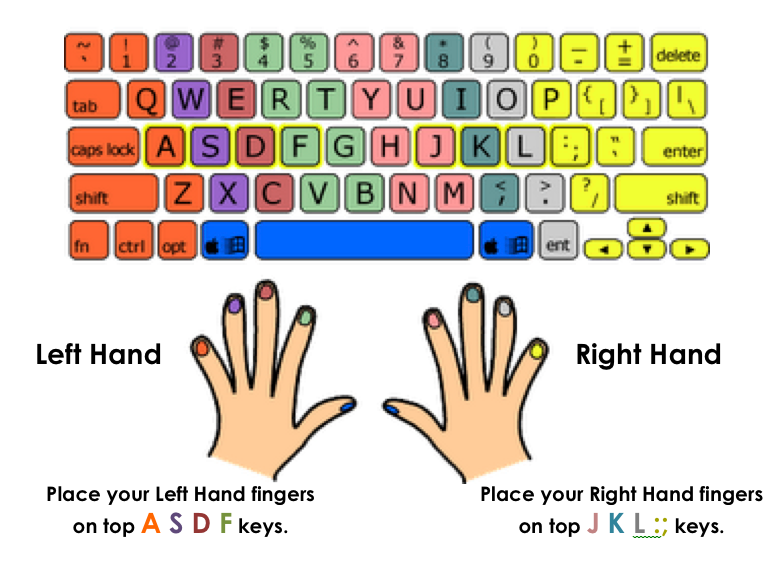 ~ ! @ # $ % ^ & * ( ) _ + delete
` 1 2 3 4 5 6 7 8 9 0 - =
tab Q W E R T Y U I O P { [ } ] | \
caps lock A S D F G H J K L : ; " ' enter
shift Z X C V B N M < , > . ? / shift
fn ctrl opt ent ◄ ▲ ▼ ►
Left Hand
Right Hand
Place your Left Hand fingers
on top A S D F keys.
Place your Right Hand fingers
on top J K L :; keys.